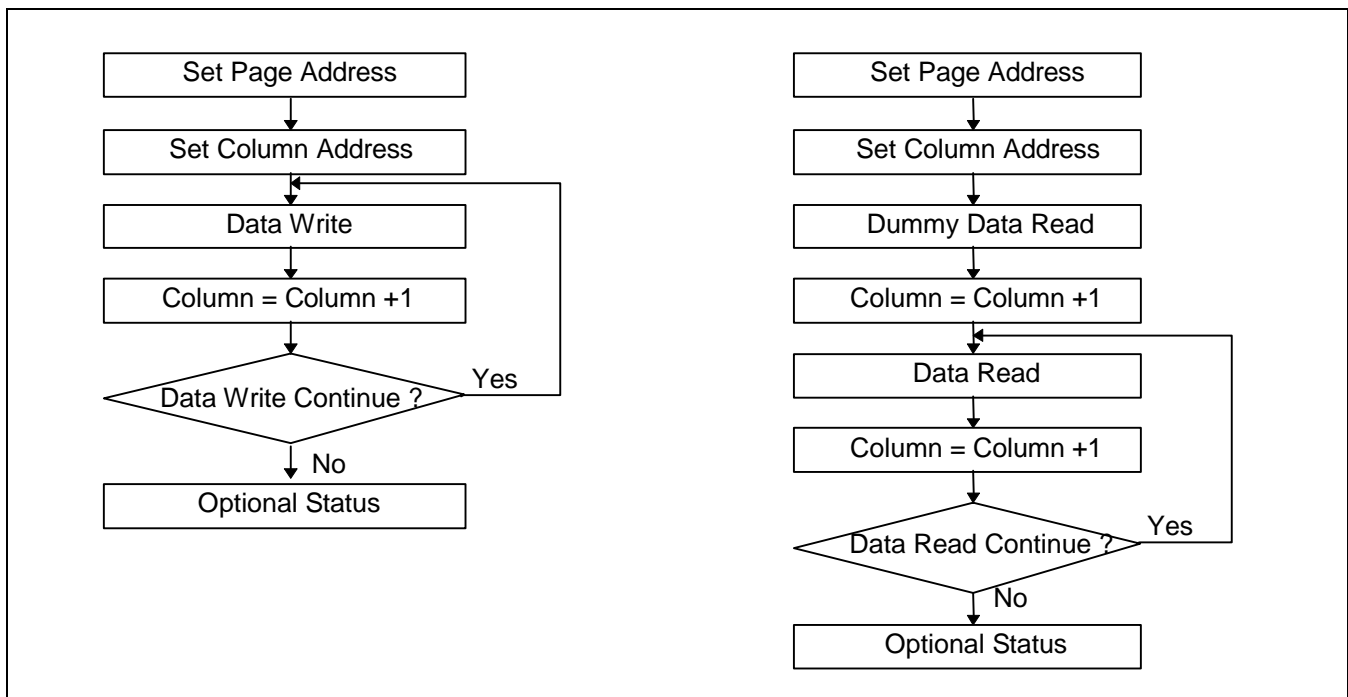 Set Page Address
Set Column Address
Data Write
Column = Column +1
Data Write Continue ?
Yes
No
Optional Status
Set Page Address
Set Column Address
Dummy Data Read
Column = Column +1
Data Read
Column = Column +1
Data Read Continue ?
Yes
No
Optional Status